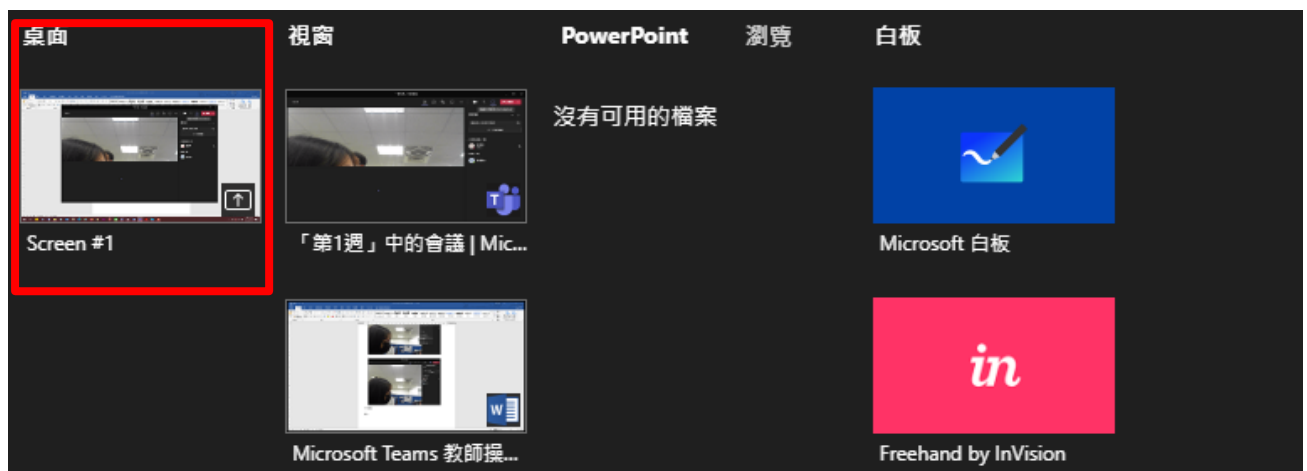 桌面
視窗
PowerPoint
瀏覽
白板
沒有可用的檔案
Screen #1
「第1週」中的會議 | Mic...
Microsoft 白板
in
Microsoft Teams 教師操...
Freehand by InVision